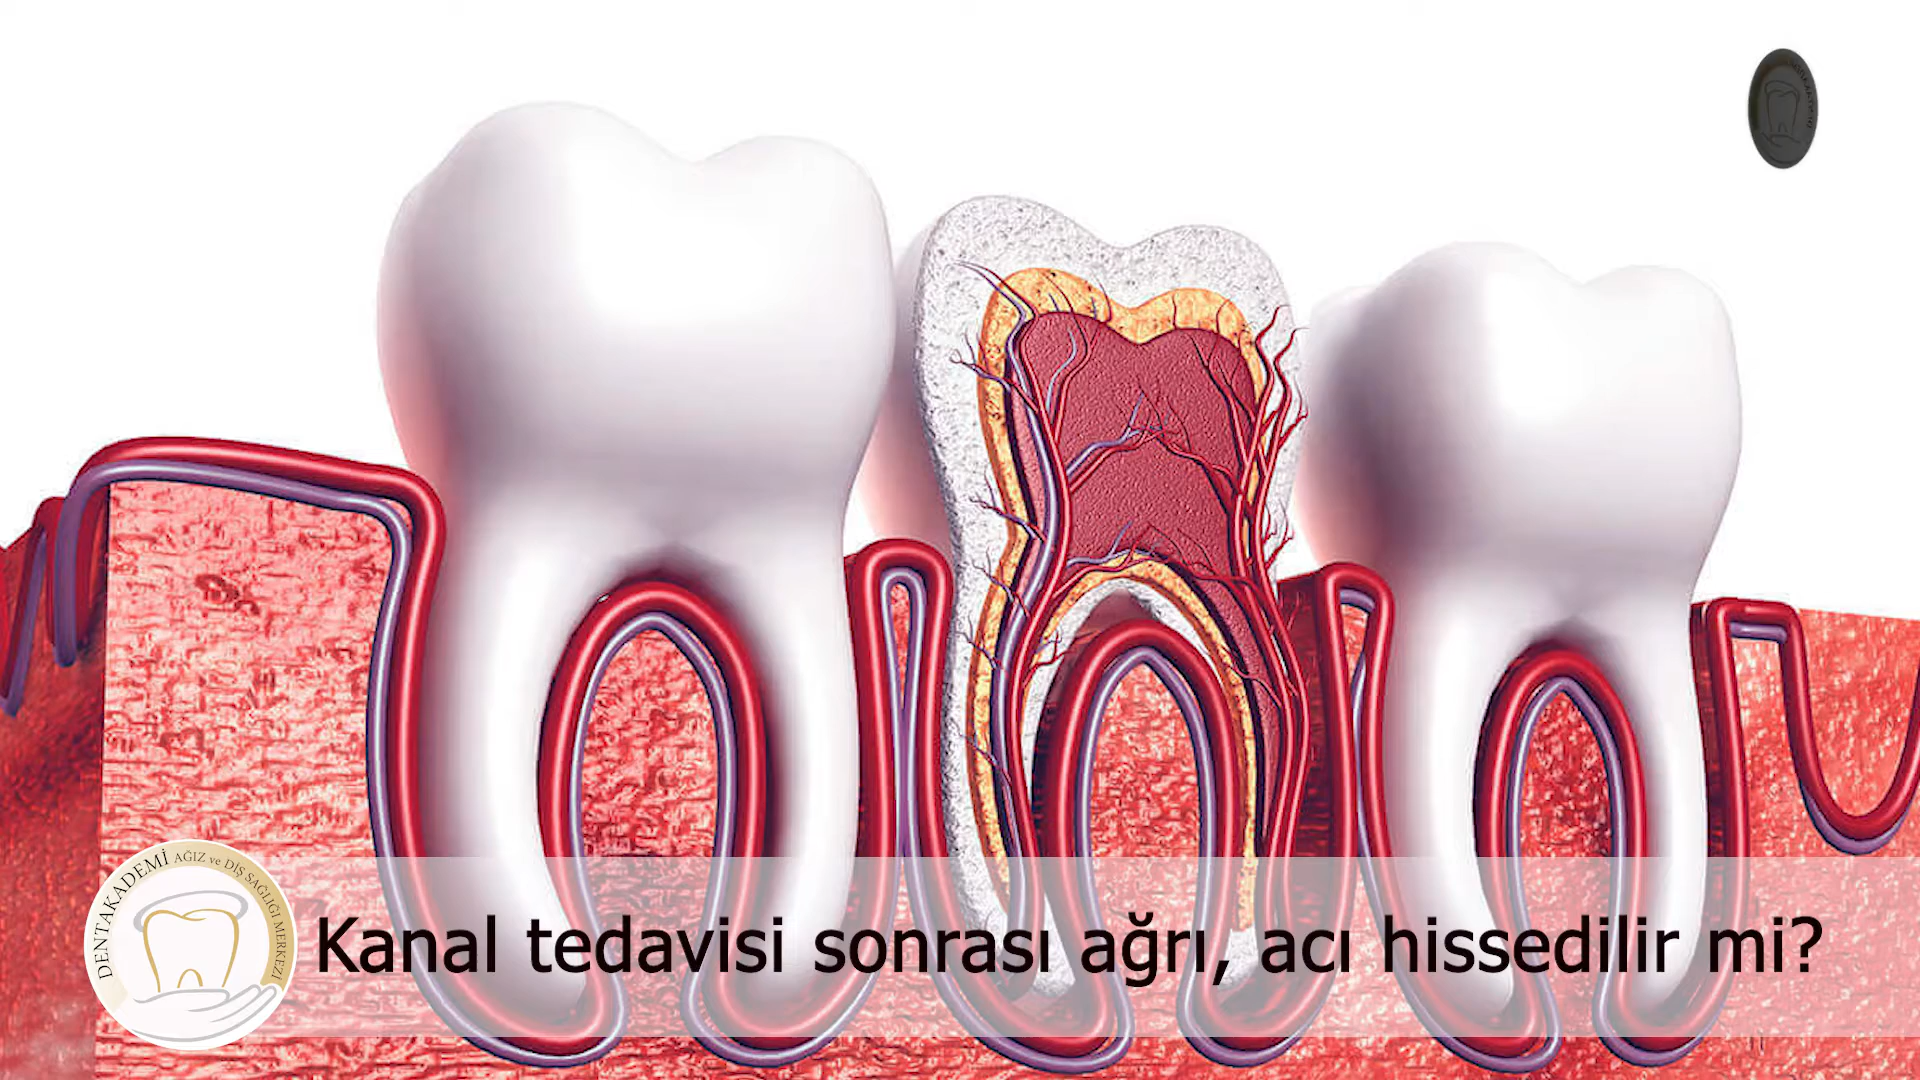 DENTAKADEMİ AĞIZ ve DİŞ SAĞLIĞI MERKEZİ
Kanal tedavisi sonrası ağrı, acı hissedilir mi?